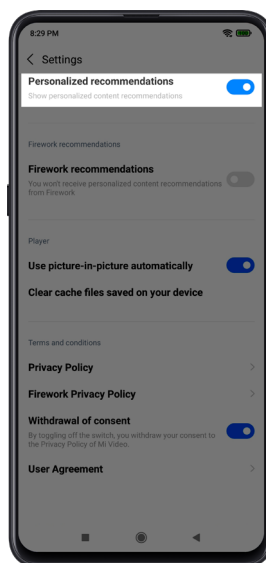 8:29 PM
Settings
Personalized recommendations
Show personalized content recommendations
Firework recommendations
Firework recommendations
You won't receive personalized content recommendations
from Firework
Player
Use picture-in-picture automatically
Clear cache files saved on your device
Terms and conditions
Privacy Policy
Firework Privacy Policy
Withdrawal of consent
By toggling off the switch, you withdraw your consent to
the Privacy Policy of Mi Video.
User Agreement